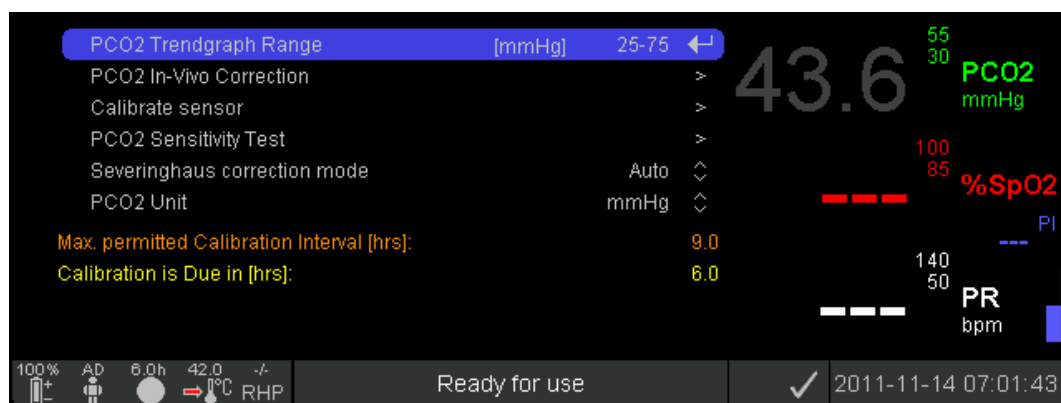 PCO2 Trendgraph Range [mmHg] 25-75
PCO2 In-Vivo Correction >
Calibrate sensor >
PCO2 Sensitivity Test >
Severinghaus correction mode Auto
PCO2 Unit mmHg
Max. permitted Calibration Interval [hrs]: 9.0
Calibration is Due in [hrs]: 6.0
43.6
55
30
PCO2
mmHg
100
85
%SpO2
---
PI
---
140
50
PR
bpm
---
100% AD 6.0h 42.0 -/-
°C RHP
Ready for use
2011-11-14 07:01:43